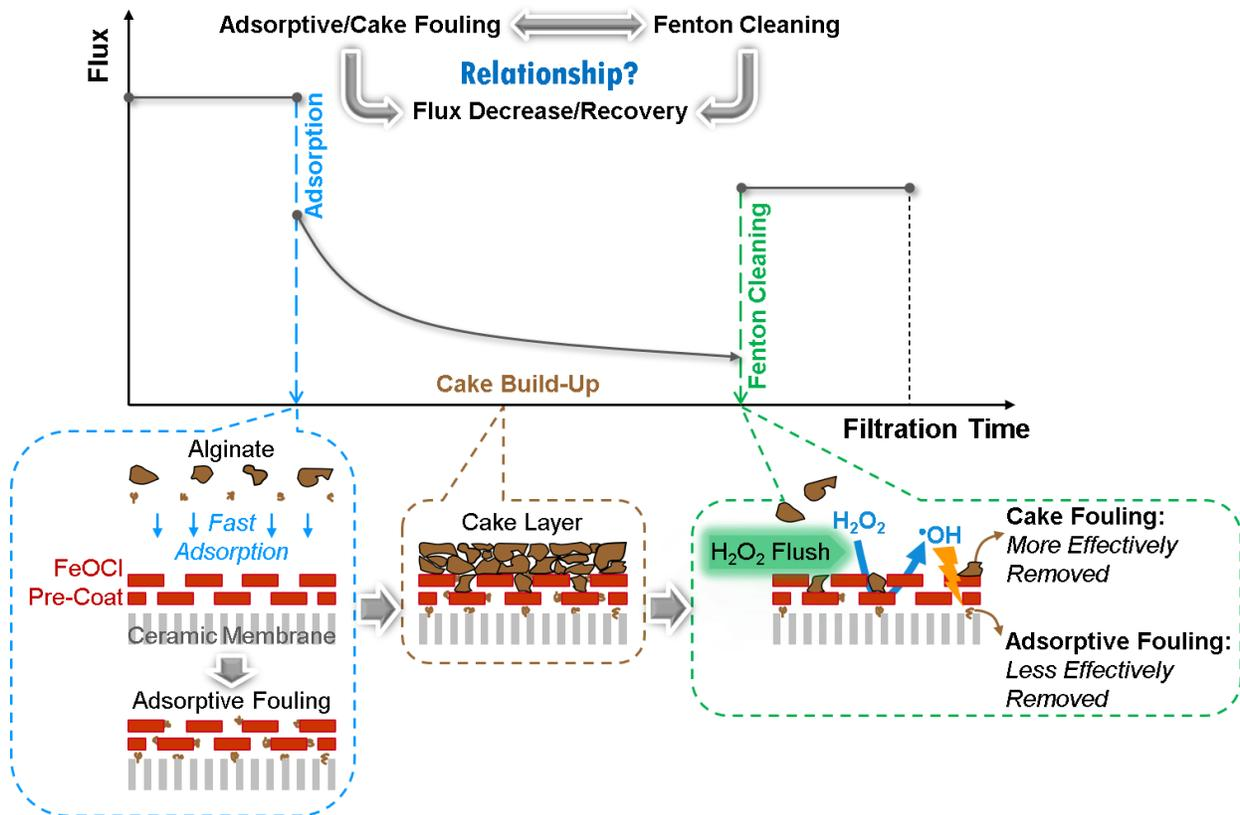 Adsorptive/Cake Fouling
Fenton Cleaning
Relationship?
Flux Decrease/Recovery
Flux
Adsorption
Fenton Cleaning
Cake Build-Up
Filtration Time
Alginate
Fast
Adsorption
FeOCl
Pre-Coat
Ceramic Membrane
Adsorptive Fouling
Cake Layer
H₂O₂ Flush
H₂O₂
•OH
Cake Fouling:
More Effectively
Removed
Adsorptive Fouling:
Less Effectively
Removed